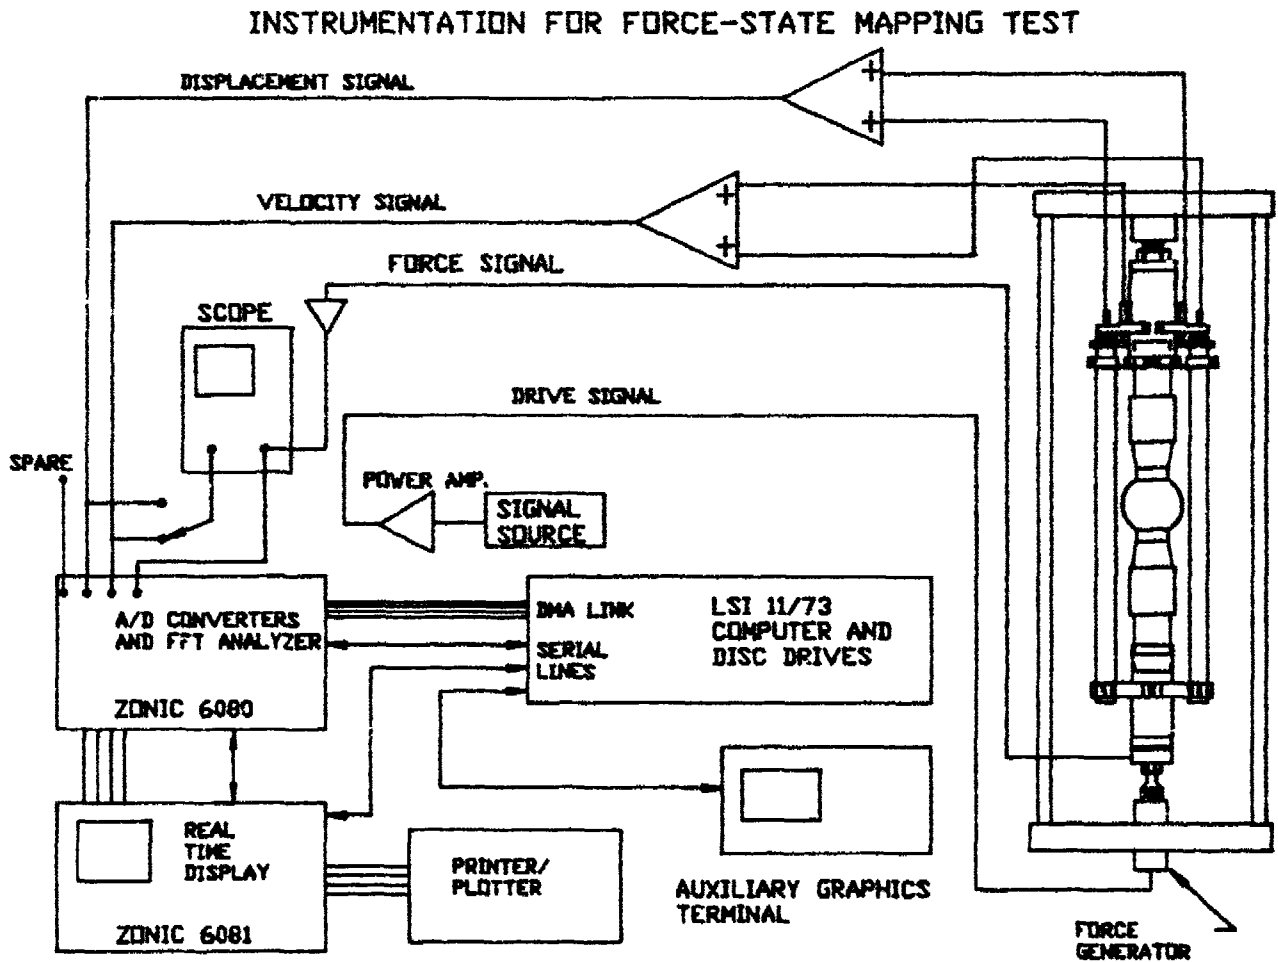 INSTRUMENTATION FOR FORCE-STATE MAPPING TEST
DISPLACEMENT SIGNAL
+
+
VELOCITY SIGNAL
+
+
FORCE SIGNAL
SCOPE
DRIVE SIGNAL
SPARE
POWER AMP.
SIGNAL
SOURCE
A/D CONVERTERS
AND FFT ANALYZER
ZONIC 6080
DMA LINK
SERIAL
LINES
LSI 11/73
COMPUTER AND
DISC DRIVES
REAL
TIME
DISPLAY
ZONIC 6081
PRINTER/
PLOTTER
AUXILIARY GRAPHICS
TERMINAL
FORCE
GENERATOR